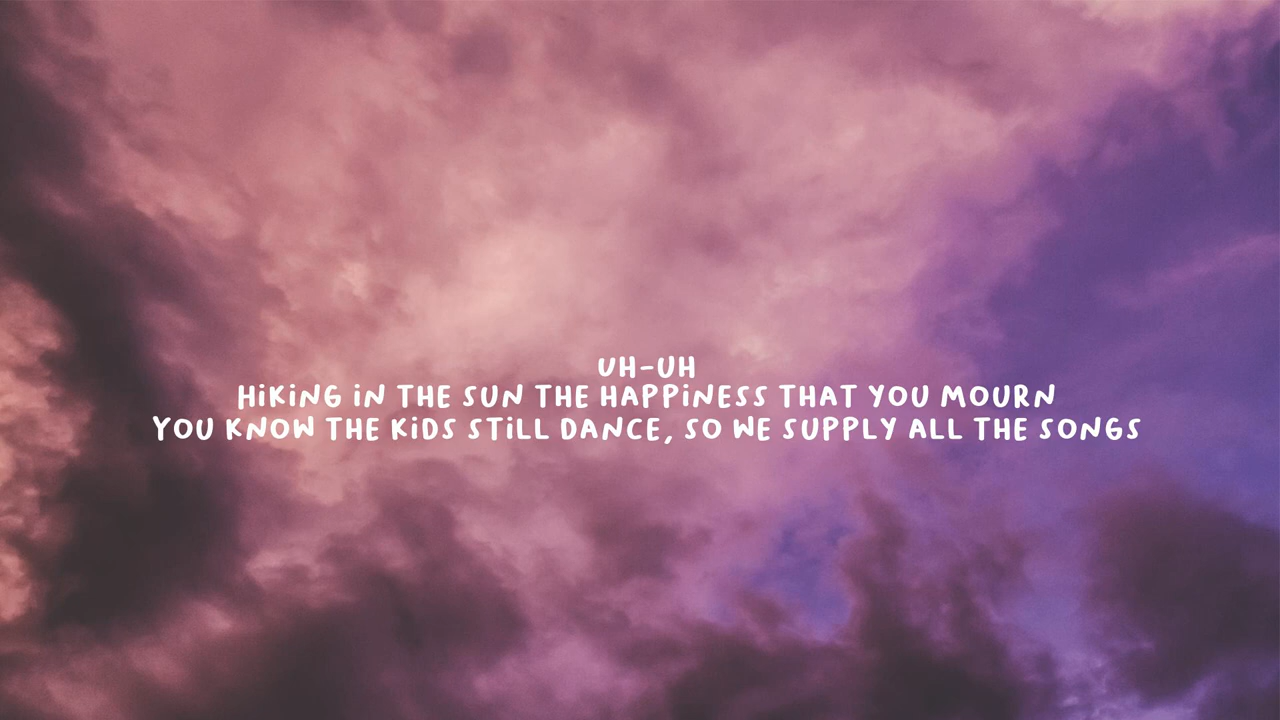 UH-UH
HiKiNG iN THE SUN THE HAPPiNESS THAT YOU MOURN
YOU KNOW THE KiDS STiLL DANCE, SO WE SUPPLY ALL THE SONGS